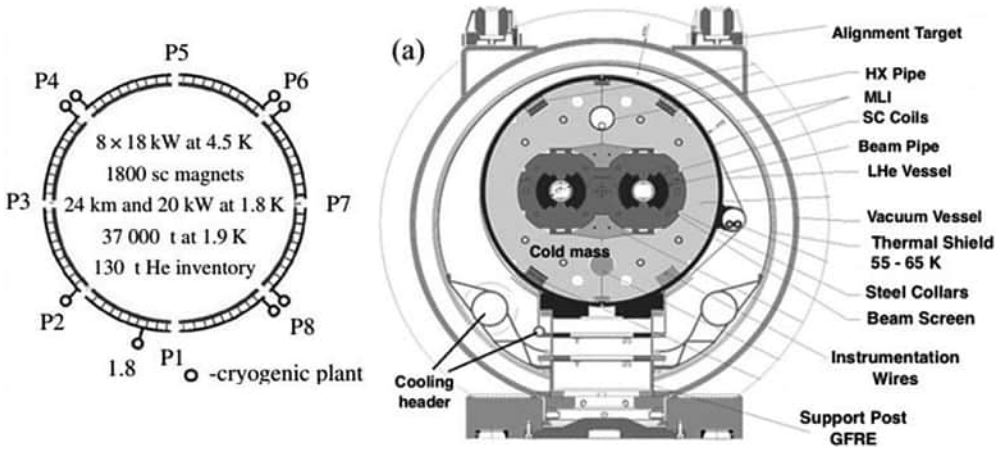 P5
P4
P6
8 × 18 kW at 4.5 K
1800 sc magnets
P3
24 km and 20 kW at 1.8 K
P7
37 000 t at 1.9 K
130 t He inventory
P2
P8
1.8
P1
-cryogenic plant
(a)
Alignment Target
HX Pipe
MLI
SC Coils
Beam Pipe
LHe Vessel
Vacuum Vessel
Thermal Shield
55 - 65 K
Steel Collars
Beam Screen
Instrumentation
Wires
Support Post
GFRE
Cold mass
Cooling
header